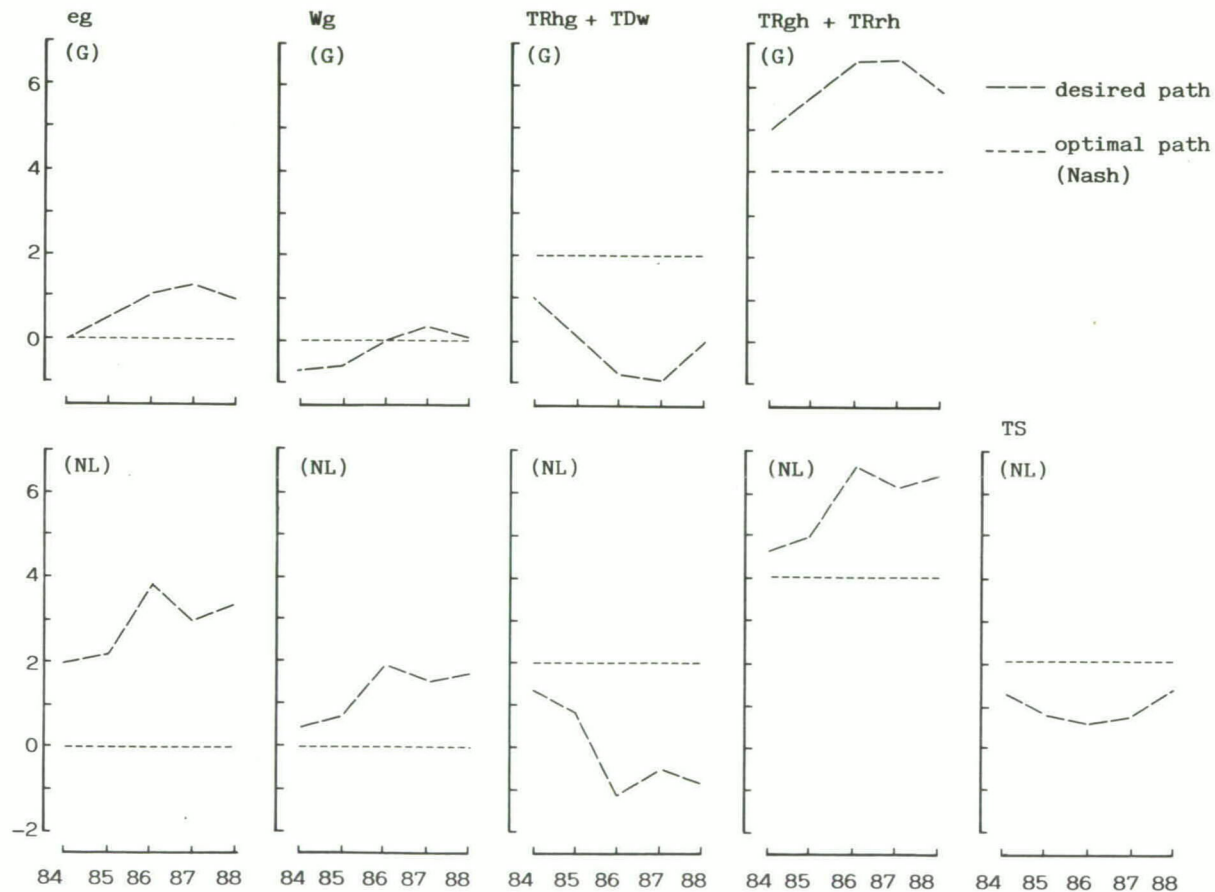 eg Wg TRhg + TDw TRgh + TRrh
(G) (G) (G) (G)
6
4
2
0
desired path
optimal path
(Nash)
TS
(NL) (NL) (NL) (NL) (NL)
6
4
2
0
-2
84 85 86 87 88 84 85 86 87 88 84 85 86 87 88 84 85 86 87 88 84 85 86 87 88